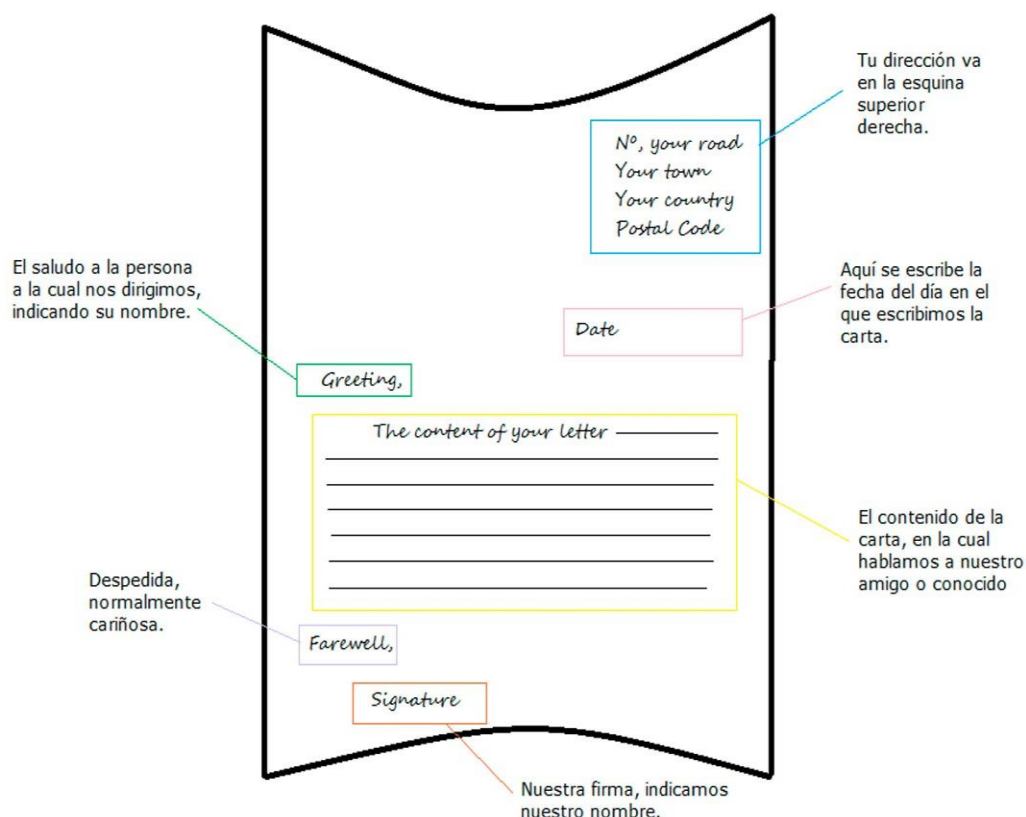 Tu dirección va
en la esquina
superior
derecha.
Nº, your road
Your town
Your country
Postal Code
El saludo a la persona
a la cual nos dirigimos,
indicando su nombre.
Aquí se escribe la
fecha del día en el
que escribimos la
carta.
Date
Greeting,
The content of your letter
El contenido de la
carta, en la cual
hablamos a nuestro
amigo o conocido
Despedida,
normalmente
cariñosa.
Farewell,
Signature
Nuestra firma, indicamos
nuestro nombre.